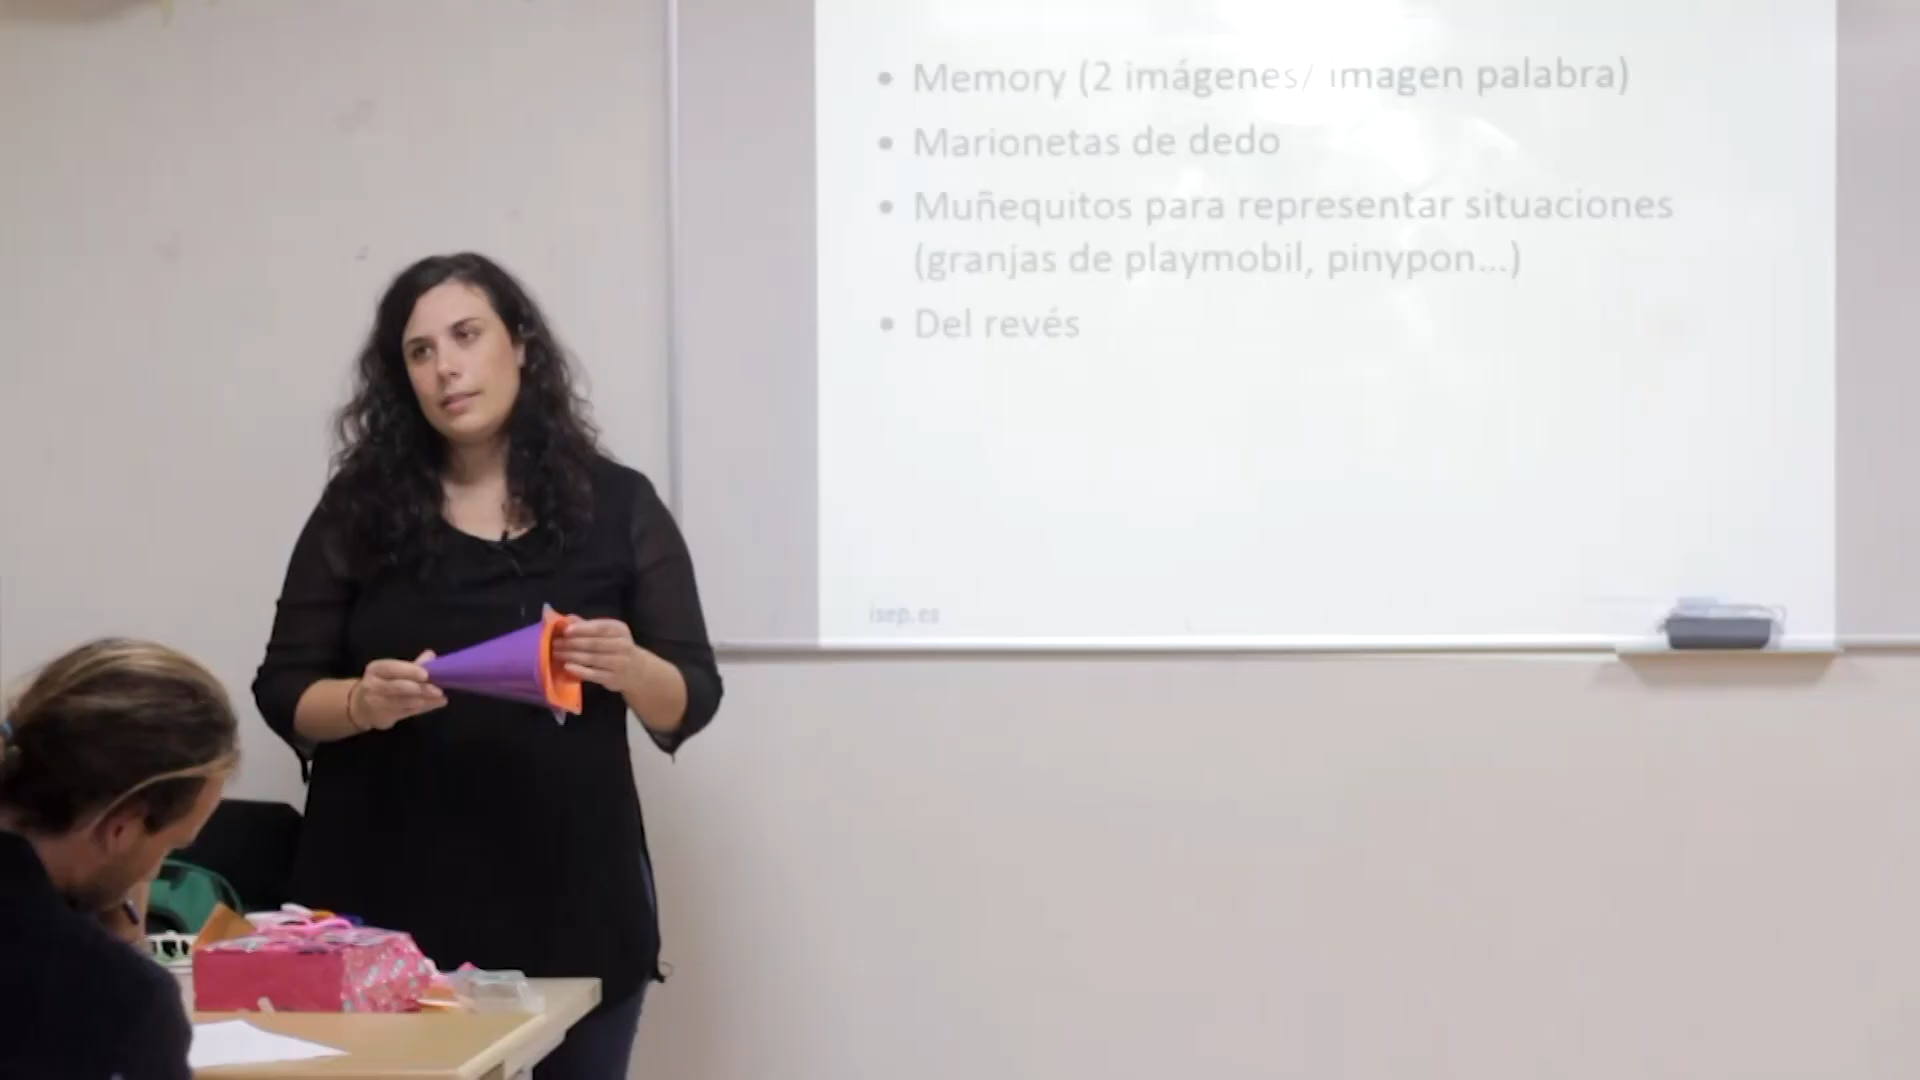 • Memory (2 imágenes/ imagen palabra)
• Marionetas de dedo
• Muñequitos para representar situaciones
(granjas de playmobil, pinypon...)
• Del revés
isep.es